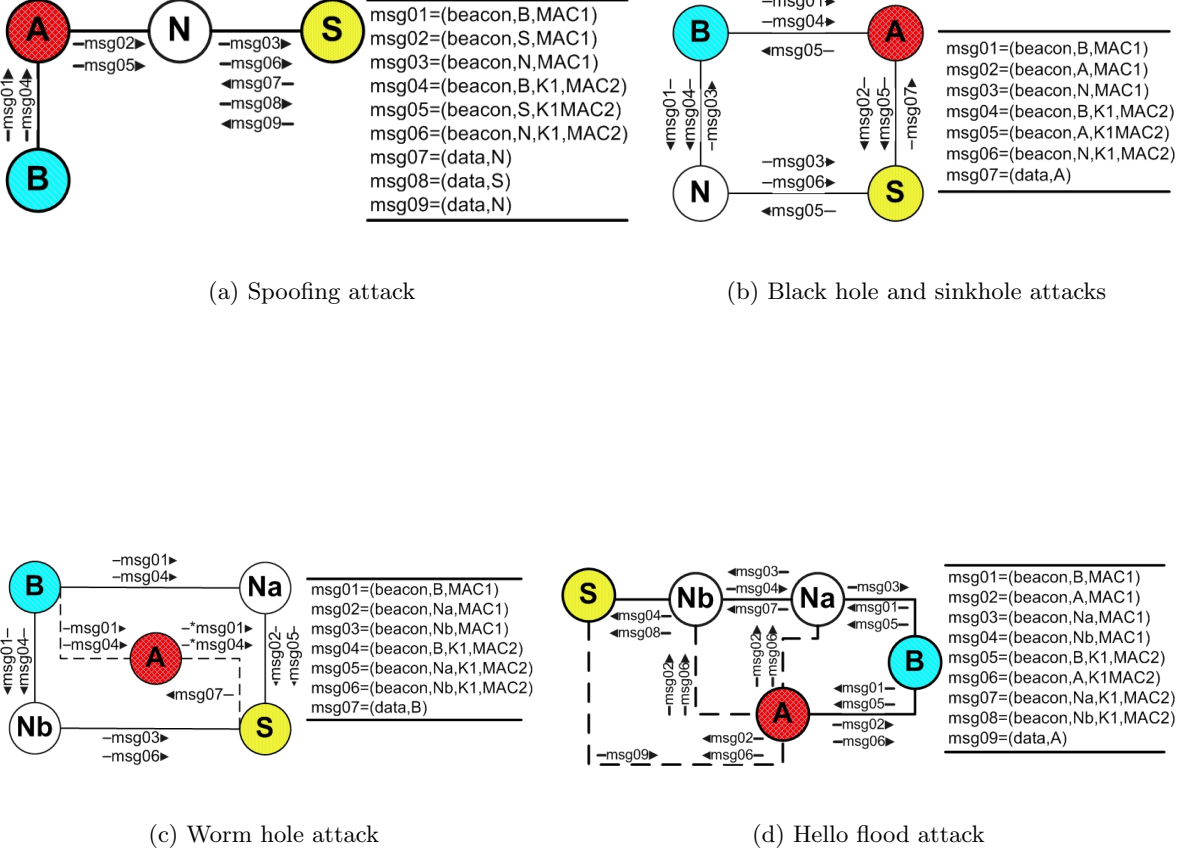 A
N
S
B
–msg02▸
–msg05▸
–msg03▸
–msg06▸
◂msg07–
–msg08▸
◂msg09–
–msg01▸
–msg04▸
msg01=(beacon,B,MAC1)
msg02=(beacon,S,MAC1)
msg03=(beacon,N,MAC1)
msg04=(beacon,B,K1,MAC2)
msg05=(beacon,S,K1MAC2)
msg06=(beacon,N,K1,MAC2)
msg07=(data,N)
msg08=(data,S)
msg09=(data,N)
(a) Spoofing attack
B
A
N
S
–msg01▸
–msg04▸
◂msg05–
◂msg01–
◂msg04–
–msg03▸
◂msg02–
◂msg05–
–msg07▸
–msg03▸
–msg06▸
◂msg05–
msg01=(beacon,B,MAC1)
msg02=(beacon,A,MAC1)
msg03=(beacon,N,MAC1)
msg04=(beacon,B,K1,MAC2)
msg05=(beacon,A,K1MAC2)
msg06=(beacon,N,K1,MAC2)
msg07=(data,A)
(b) Black hole and sinkhole attacks
B
Na
A
Nb
S
–msg01▸
–msg04▸
–msg01▸
–msg04▸
–*msg01▸
–*msg04▸
◂msg01–
◂msg04–
◂msg02–
◂msg05–
◂msg07–
–msg03▸
–msg06▸
msg01=(beacon,B,MAC1)
msg02=(beacon,Na,MAC1)
msg03=(beacon,Nb,MAC1)
msg04=(beacon,B,K1,MAC2)
msg05=(beacon,Na,K1,MAC2)
msg06=(beacon,Nb,K1,MAC2)
msg07=(data,B)
(c) Worm hole attack
S
Nb
Na
B
A
◂msg03–
–msg04▸
◂msg07–
–msg03▸
◂msg01–
◂msg05–
◂msg04–
◂msg08–
–msg02▸
–msg06▸
–msg02▸
–msg06▸
◂msg01–
◂msg05–
–msg02▸
–msg06▸
◂msg02–
–msg09▸
◂msg06–
msg01=(beacon,B,MAC1)
msg02=(beacon,A,MAC1)
msg03=(beacon,Na,MAC1)
msg04=(beacon,Nb,MAC1)
msg05=(beacon,B,K1,MAC2)
msg06=(beacon,A,K1MAC2)
msg07=(beacon,Na,K1,MAC2)
msg08=(beacon,Nb,K1,MAC2)
msg09=(data,A)
(d) Hello flood attack